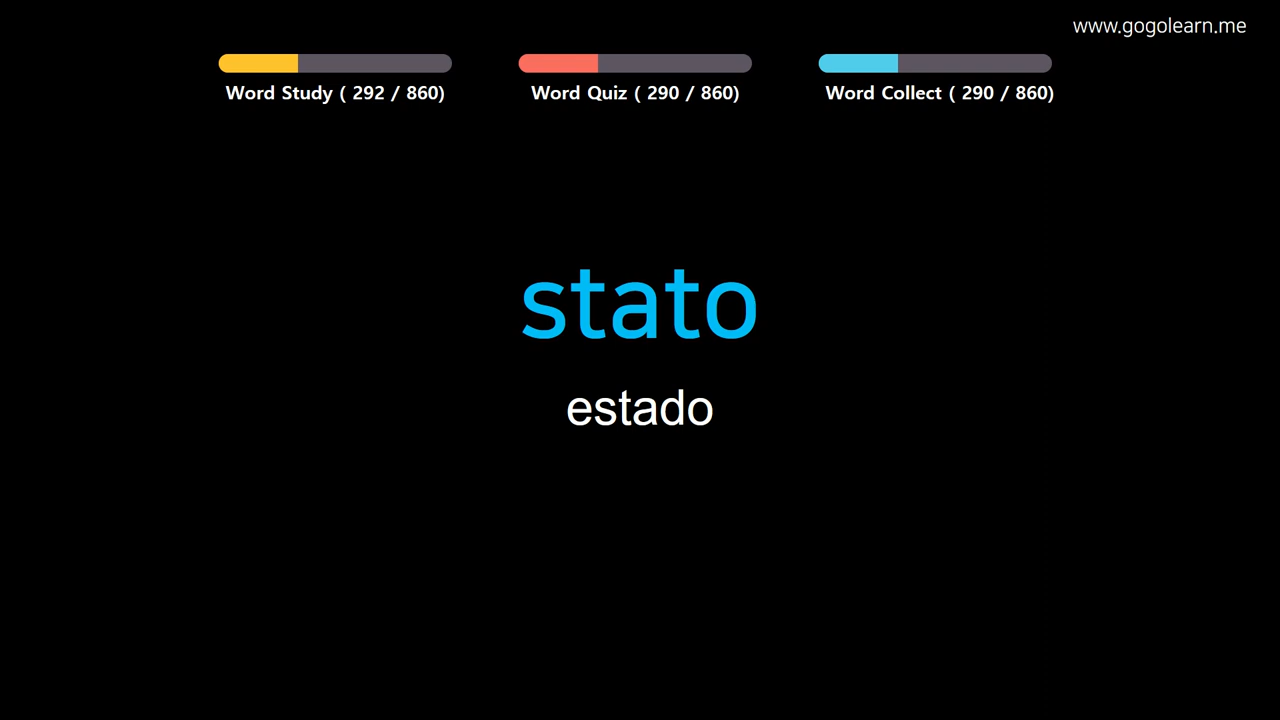 www.gogolearn.me
Word Study ( 292 / 860)
Word Quiz ( 290 / 860)
Word Collect ( 290 / 860)
stato
estado